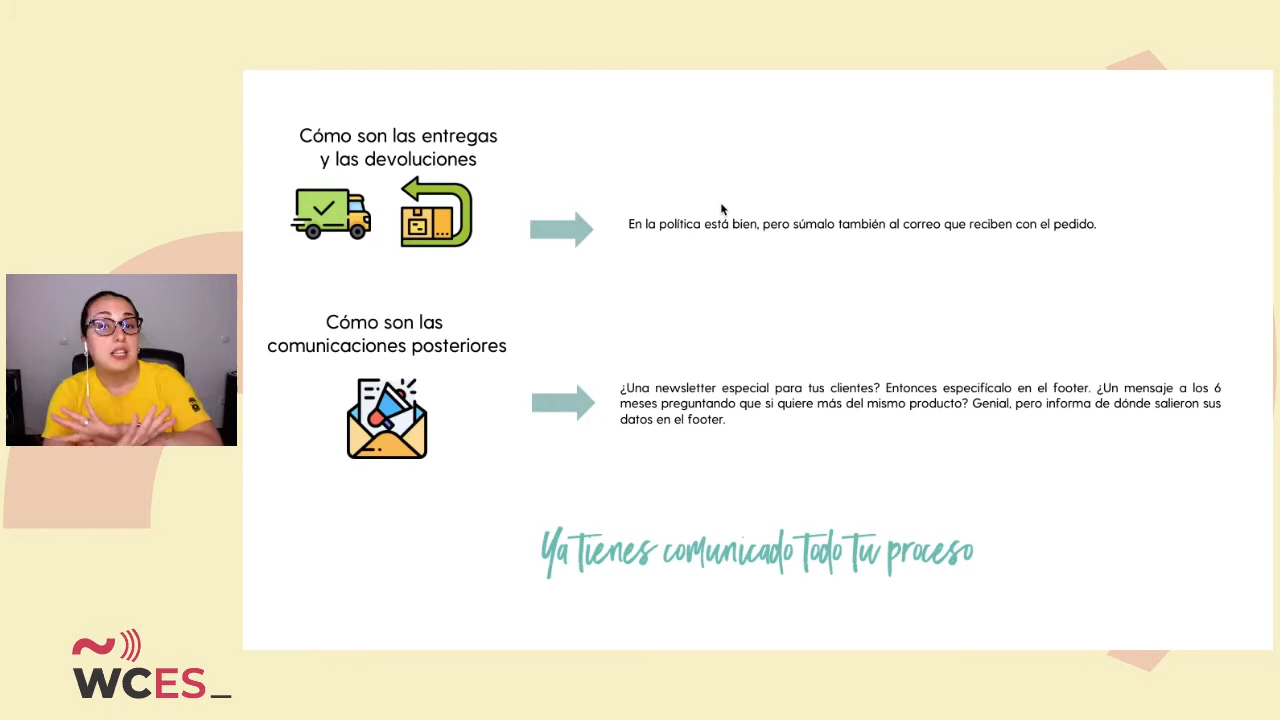 Cómo son las entregas
y las devoluciones
En la política está bien, pero súmalo también al correo que reciben con el pedido.
Cómo son las
comunicaciones posteriores
¿Una newsletter especial para tus clientes? Entonces especifícalo en el footer. ¿Un mensaje a los 6
meses preguntando que si quiere más del mismo producto? Genial, pero informa de dónde salieron sus
datos en el footer.
Ya tienes comunicado todo tu proceso
WCES_